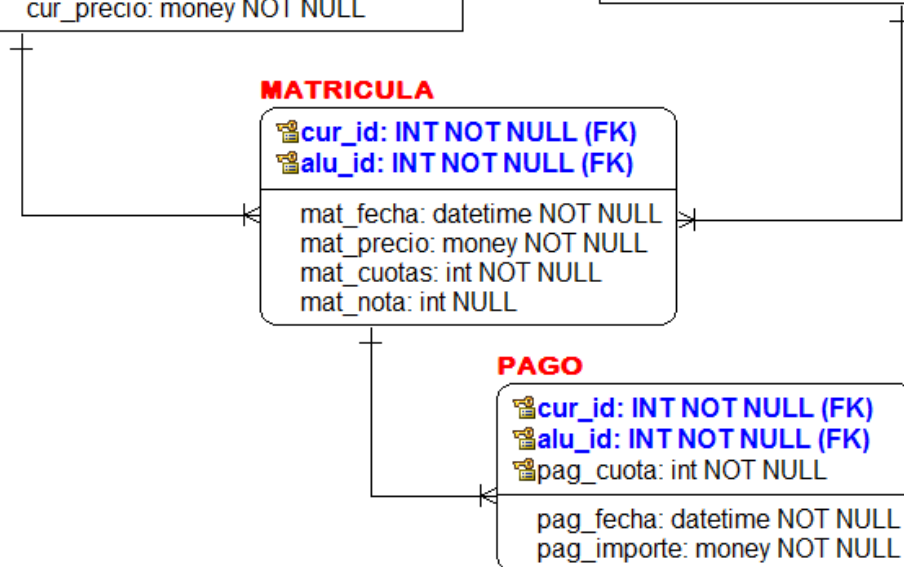 cur_precio: money NOT NULL
MATRICULA
cur_id: INT NOT NULL (FK)
alu_id: INT NOT NULL (FK)
mat_fecha: datetime NOT NULL
mat_precio: money NOT NULL
mat_cuotas: int NOT NULL
mat_nota: int NULL
PAGO
cur_id: INT NOT NULL (FK)
alu_id: INT NOT NULL (FK)
pag_cuota: int NOT NULL
pag_fecha: datetime NOT NULL
pag_importe: money NOT NULL